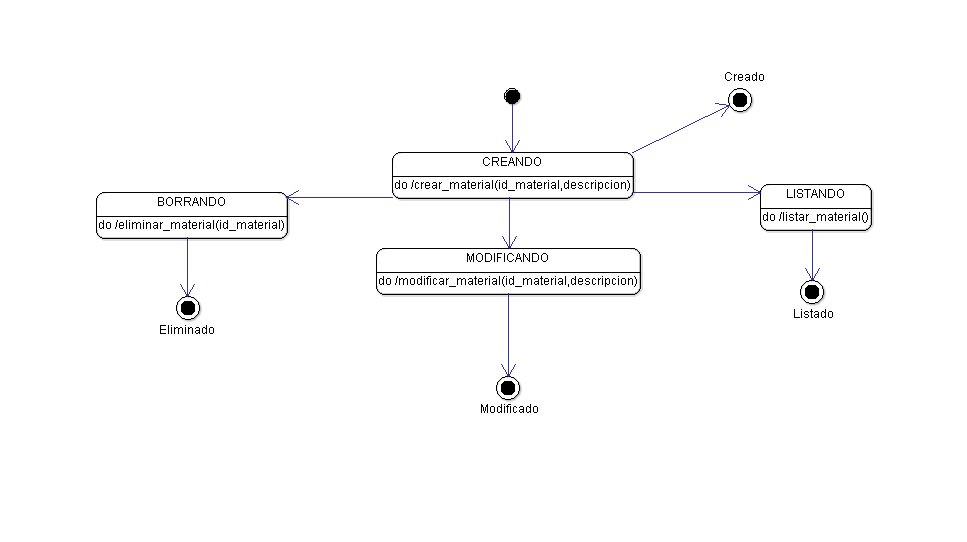 Creado
CREANDO
do /crear_material(id_material,descripcion)
BORRANDO
do /eliminar_material(id_material)
LISTANDO
do /listar_material()
MODIFICANDO
do /modificar_material(id_material,descripcion)
Eliminado
Listado
Modificado